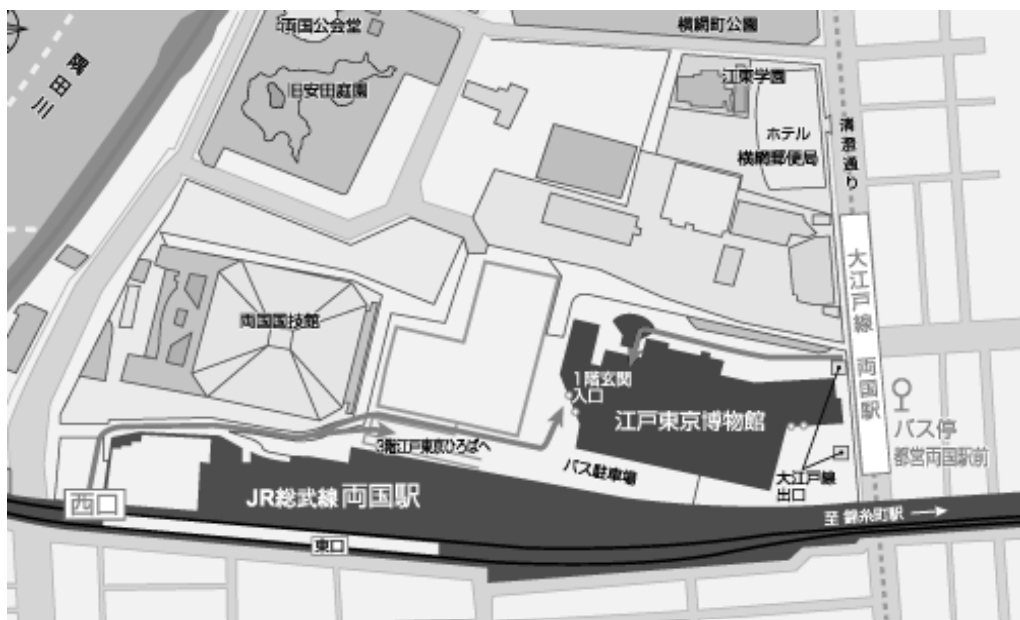 両国公会堂
横網町公園
隅田川
旧安田庭園
江東学園
ホテル
横網郵便局
清澄通り
両国国技館
大江戸線 両国駅
1階玄関
入口
江戸東京博物館
バス停
都営両国駅前
3階江戸東京ひろばへ
バス駐車場
大江戸線
出口
西口
JR総武線両国駅
至 錦糸町駅
東口